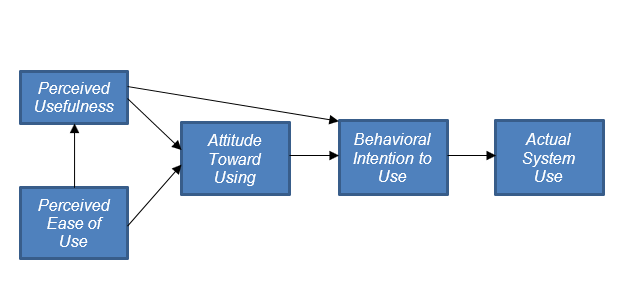 Perceived
Usefulness
Perceived
Ease of
Use
Attitude
Toward
Using
Behavioral
Intention to
Use
Actual
System
Use